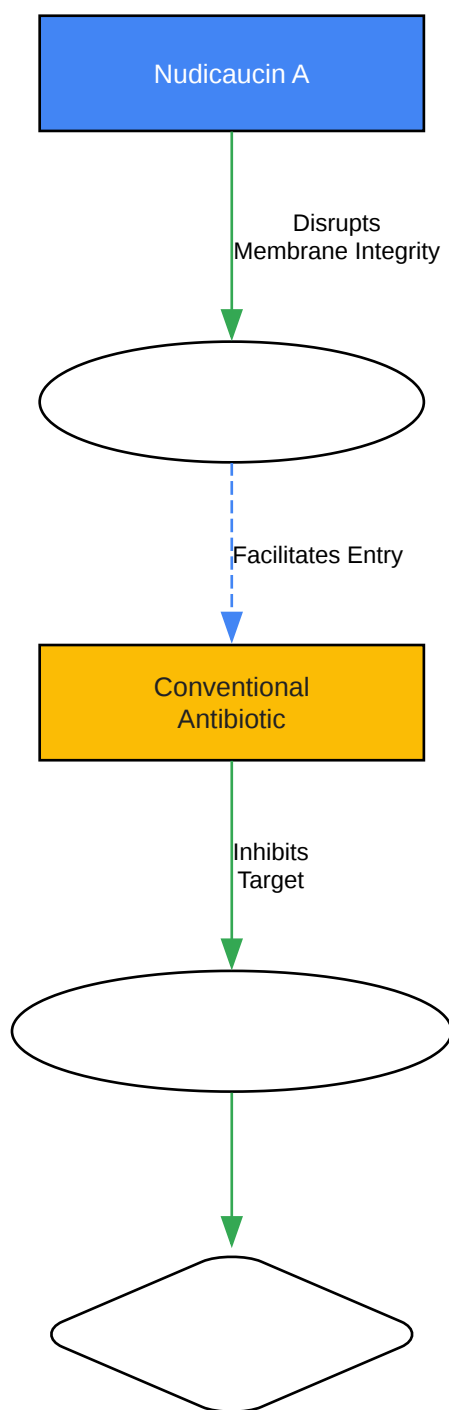 Nudicaucin A
Disrupts
Membrane Integrity
Facilitates Entry
Conventional
Antibiotic
Inhibits
Target